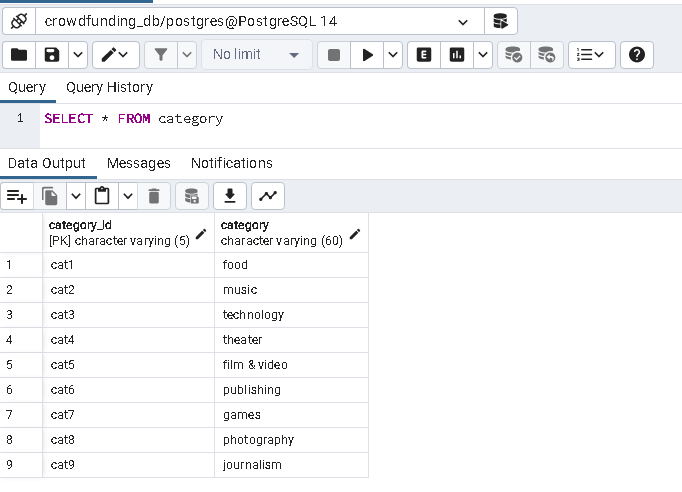 crowdfunding_db/postgres@PostgreSQL 14
No limit
E
Query Query History
1 SELECT * FROM category
Data Output Messages Notifications
category_id category
[PK] character varying (5) character varying (60)
1 cat1 food
2 cat2 music
3 cat3 technology
4 cat4 theater
5 cat5 film & video
6 cat6 publishing
7 cat7 games
8 cat8 photography
9 cat9 journalism